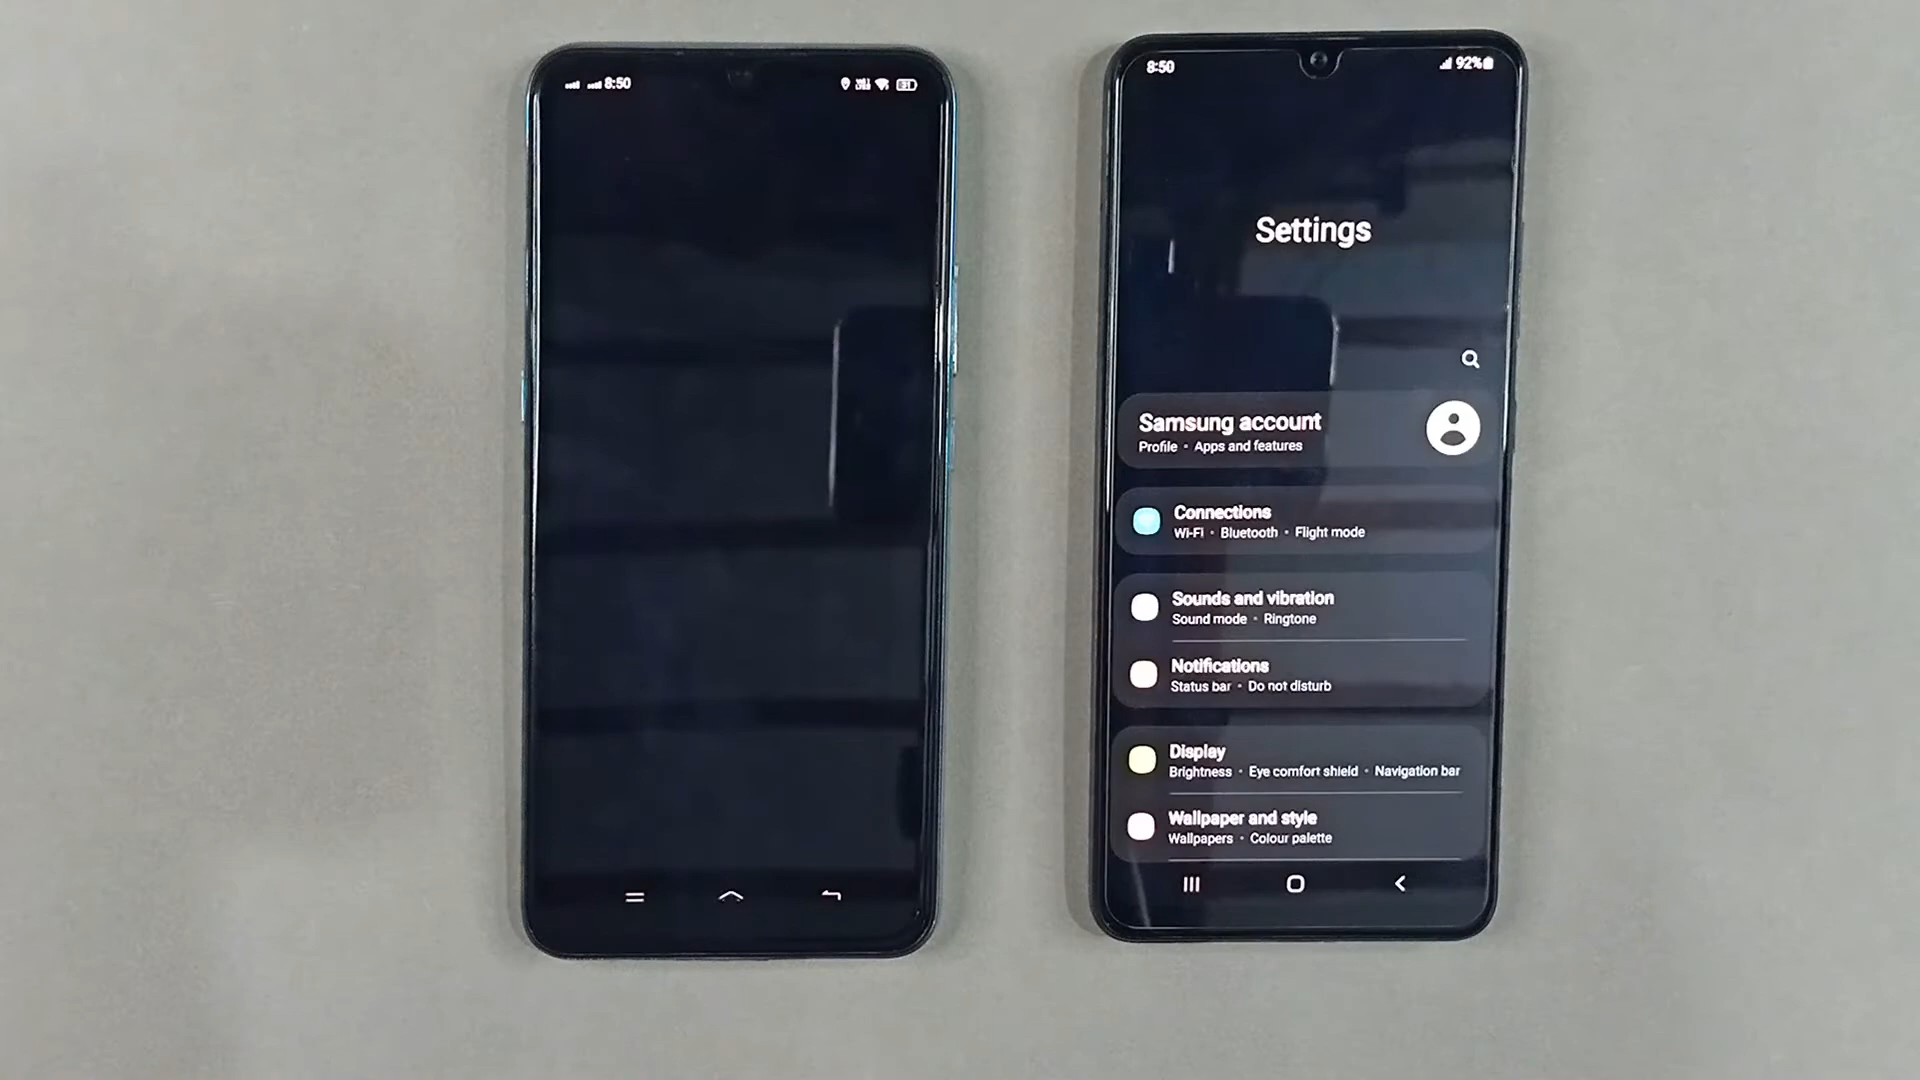 8:50
8:50
92%
Settings
Samsung account
Profile • Apps and features
Connections
Wi-Fi • Bluetooth • Flight mode
Sounds and vibration
Sound mode • Ringtone
Notifications
Status bar • Do not disturb
Display
Brightness • Eye comfort shield • Navigation bar
Wallpaper and style
Wallpapers • Colour palette